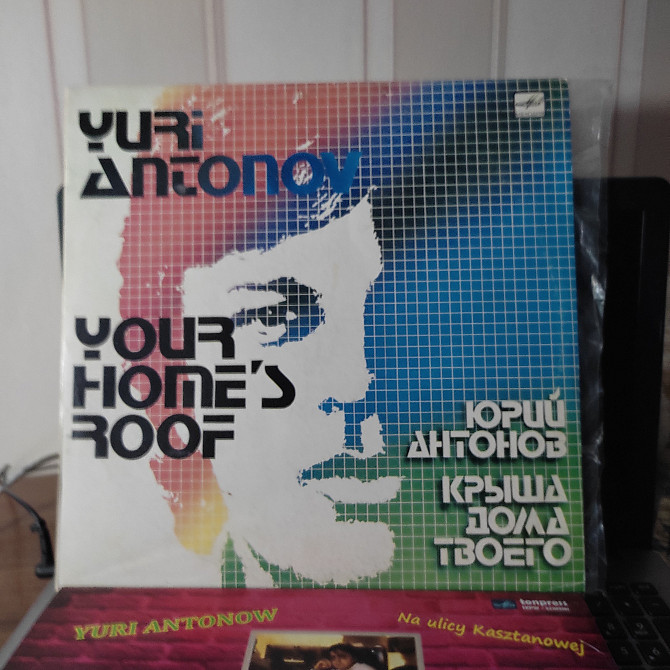 YURi
ANTONOV
YOUR
HOME'S
ROOF
ЮРИЙ
АНТОНОВ
КРЫША
ДОМА
ТВОЕГО
tonpress
YURI ANTONOW
Na ulicy Kasztanowej